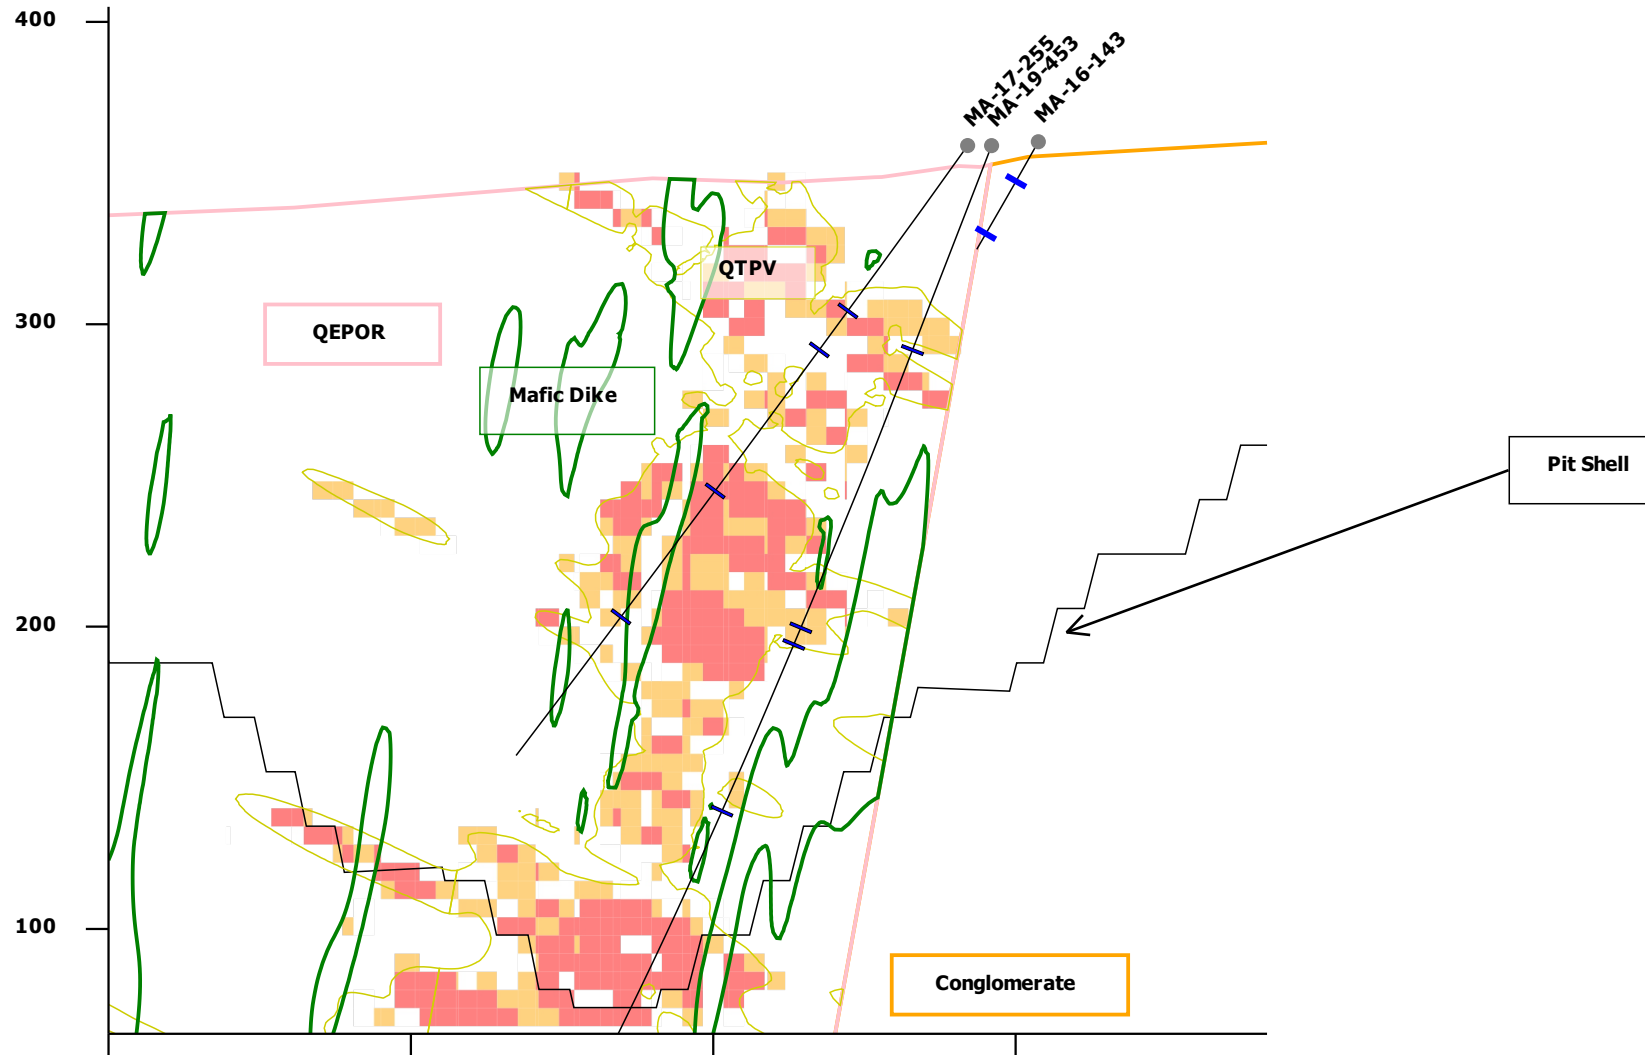 400
MA-17-255
MA-19-453
MA-16-143
QTPV
300
QEPOR
Mafic Dike
Pit Shell
200
100
Conglomerate